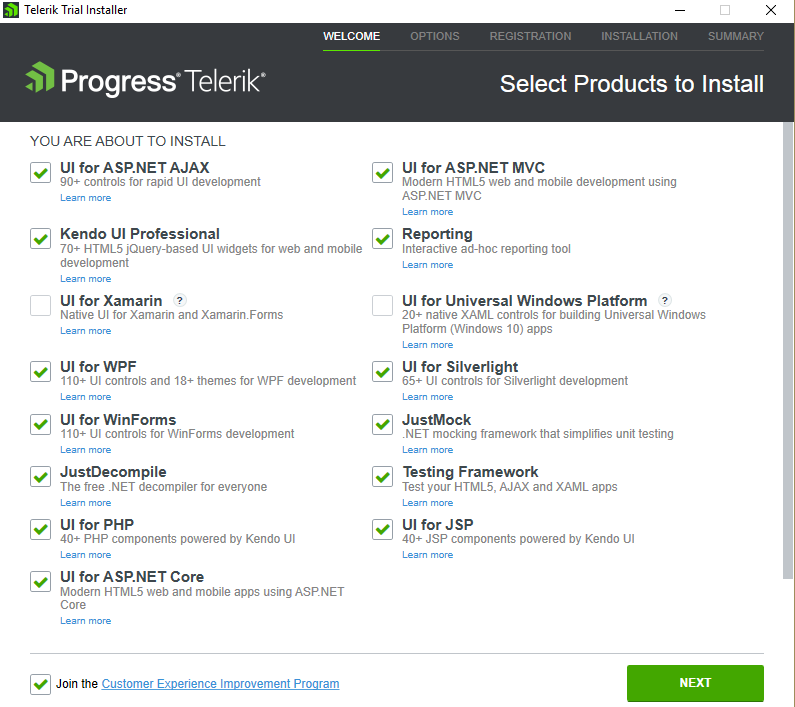 Telerik Trial Installer
WELCOME OPTIONS REGISTRATION INSTALLATION SUMMARY
Progress® Telerik®
Select Products to Install
YOU ARE ABOUT TO INSTALL
UI for ASP.NET AJAX
90+ controls for rapid UI development
Learn more
UI for ASP.NET MVC
Modern HTML5 web and mobile development using
ASP.NET MVC
Learn more
Kendo UI Professional
70+ HTML5 jQuery-based UI widgets for web and mobile
development
Learn more
Reporting
Interactive ad-hoc reporting tool
Learn more
UI for Xamarin ?
Native UI for Xamarin and Xamarin.Forms
Learn more
UI for Universal Windows Platform ?
20+ native XAML controls for building Universal Windows
Platform (Windows 10) apps
Learn more
UI for WPF
110+ UI controls and 18+ themes for WPF development
Learn more
UI for Silverlight
65+ UI controls for Silverlight development
Learn more
UI for WinForms
110+ UI controls for WinForms development
Learn more
JustMock
.NET mocking framework that simplifies unit testing
Learn more
JustDecompile
The free .NET decompiler for everyone
Learn more
Testing Framework
Test your HTML5, AJAX and XAML apps
Learn more
UI for PHP
40+ PHP components powered by Kendo UI
Learn more
UI for JSP
40+ JSP components powered by Kendo UI
Learn more
UI for ASP.NET Core
Modern HTML5 web and mobile apps using ASP.NET
Core
Learn more
Join the Customer Experience Improvement Program
NEXT